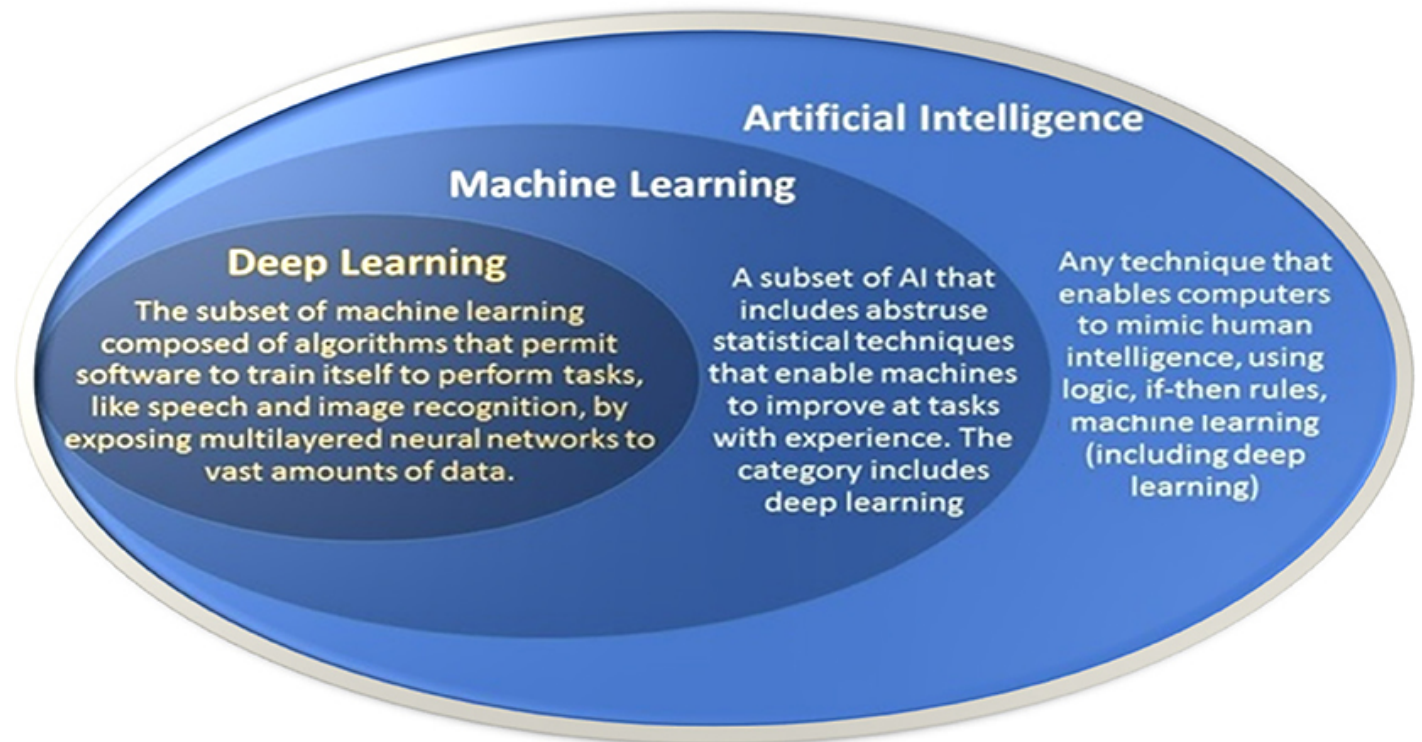 Artificial Intelligence
Machine Learning
Deep Learning
The subset of machine learning
composed of algorithms that permit
software to train itself to perform tasks,
like speech and image recognition, by
exposing multilayered neural networks to
vast amounts of data.
A subset of AI that
includes abstruse
statistical techniques
that enable machines
to improve at tasks
with experience. The
category includes
deep learning
Any technique that
enables computers
to mimic human
intelligence, using
logic, if-then rules,
machine learning
(including deep
learning)